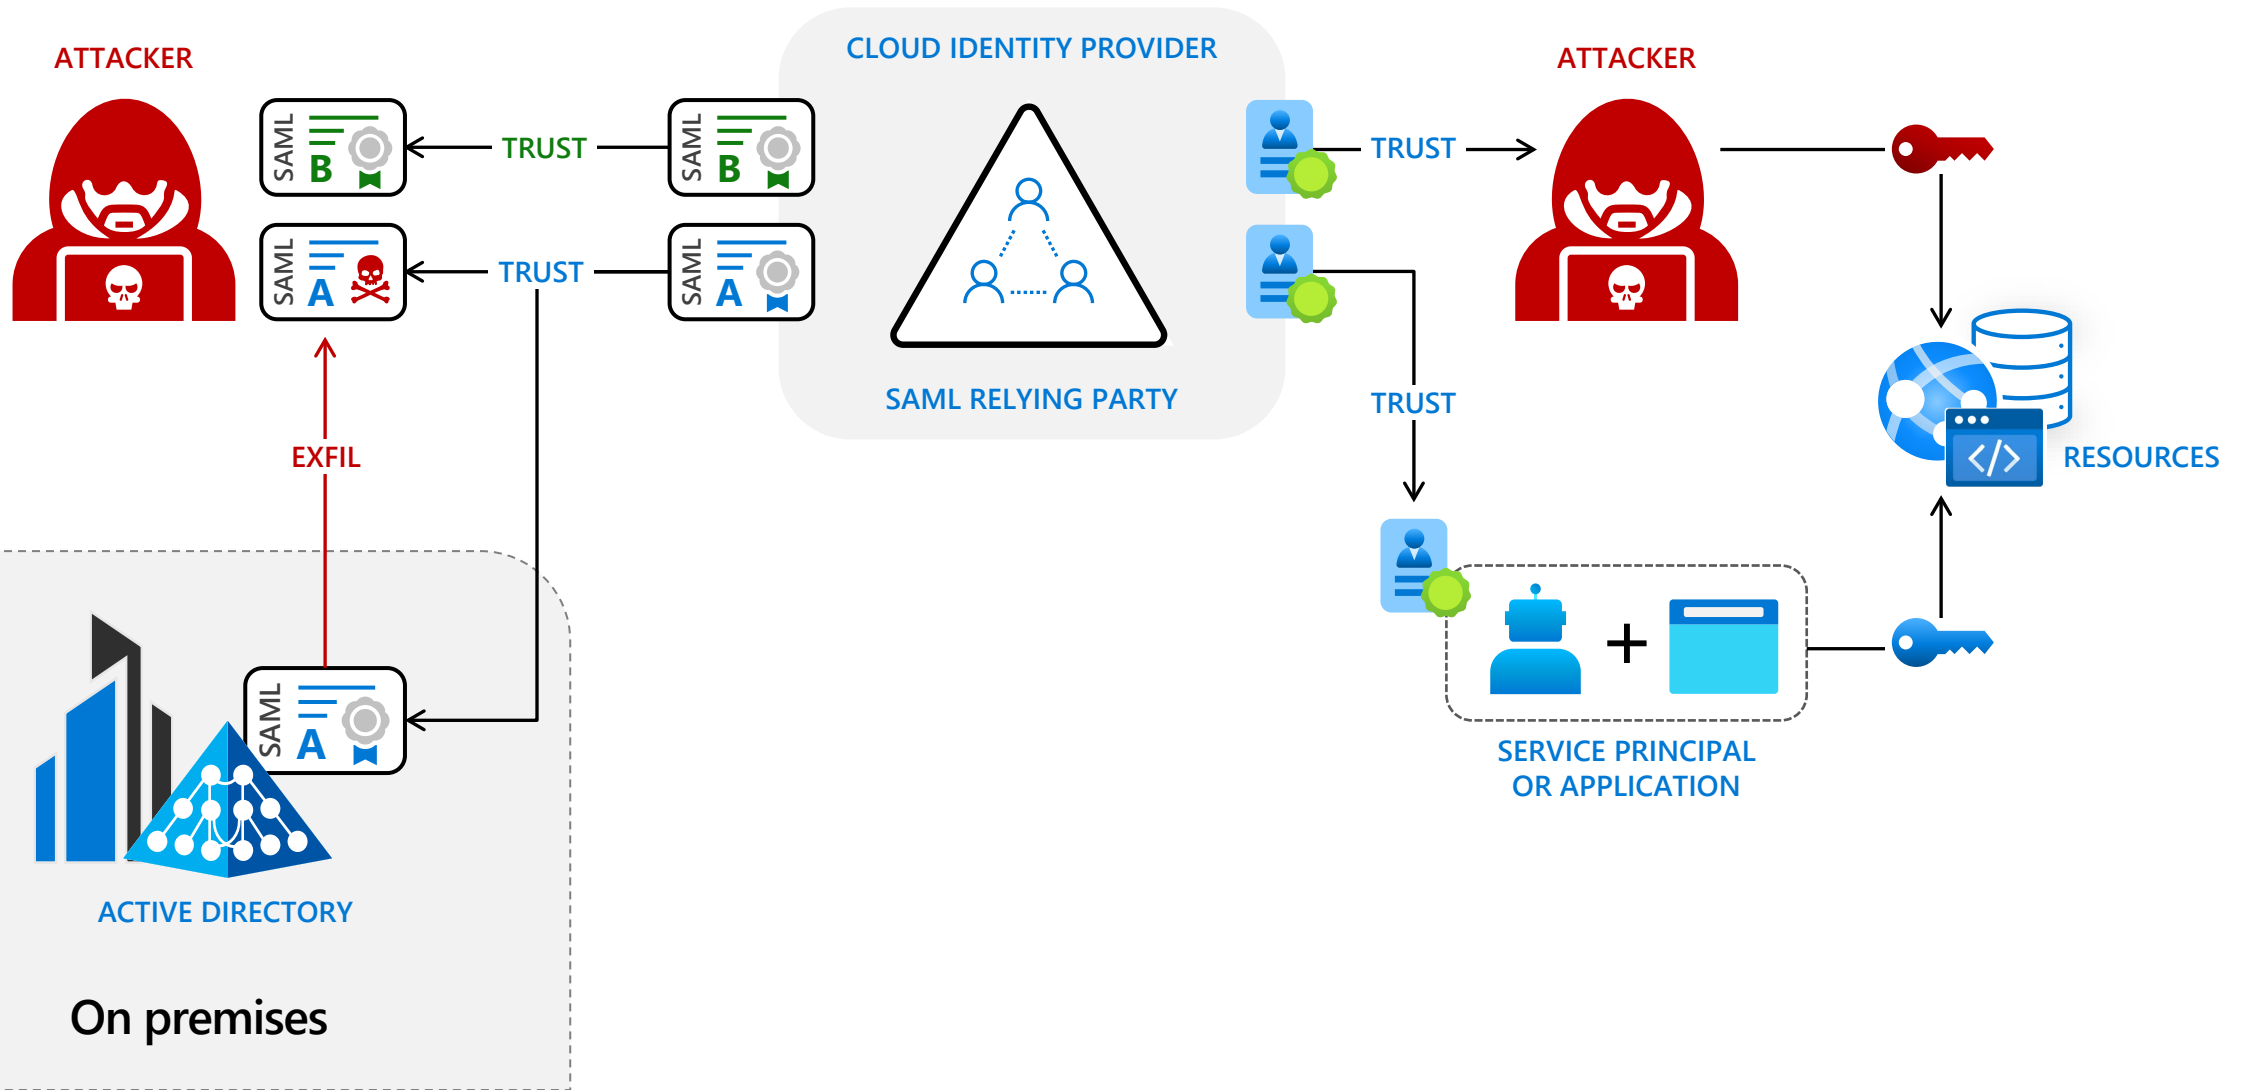 ATTACKER
CLOUD IDENTITY PROVIDER
ATTACKER
SAML
B
TRUST
SAML
B
TRUST
SAML
A
TRUST
SAML
A
SAML RELYING PARTY
TRUST
EXFIL
</>
RESOURCES
SAML
A
+
SERVICE PRINCIPAL
OR APPLICATION
ACTIVE DIRECTORY
On premises